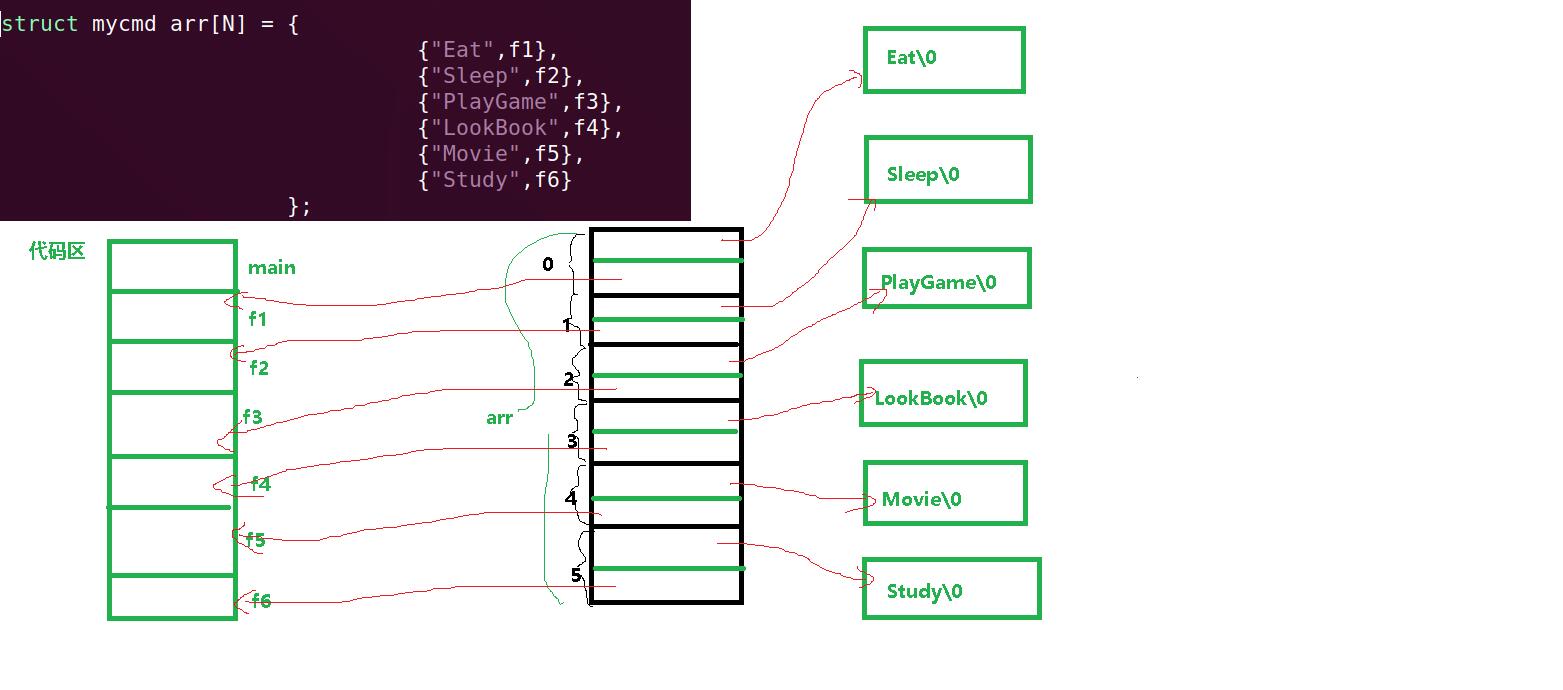 struct mycmd arr[N] = {
{"Eat",f1},
{"Sleep",f2},
{"PlayGame",f3},
{"LookBook",f4},
{"Movie",f5},
{"Study",f6}
};
代码区
main
f1
f2
f3
f4
f5
f6
arr
0
1
2
3
4
5
Eat\0
Sleep\0
PlayGame\0
LookBook\0
Movie\0
Study\0